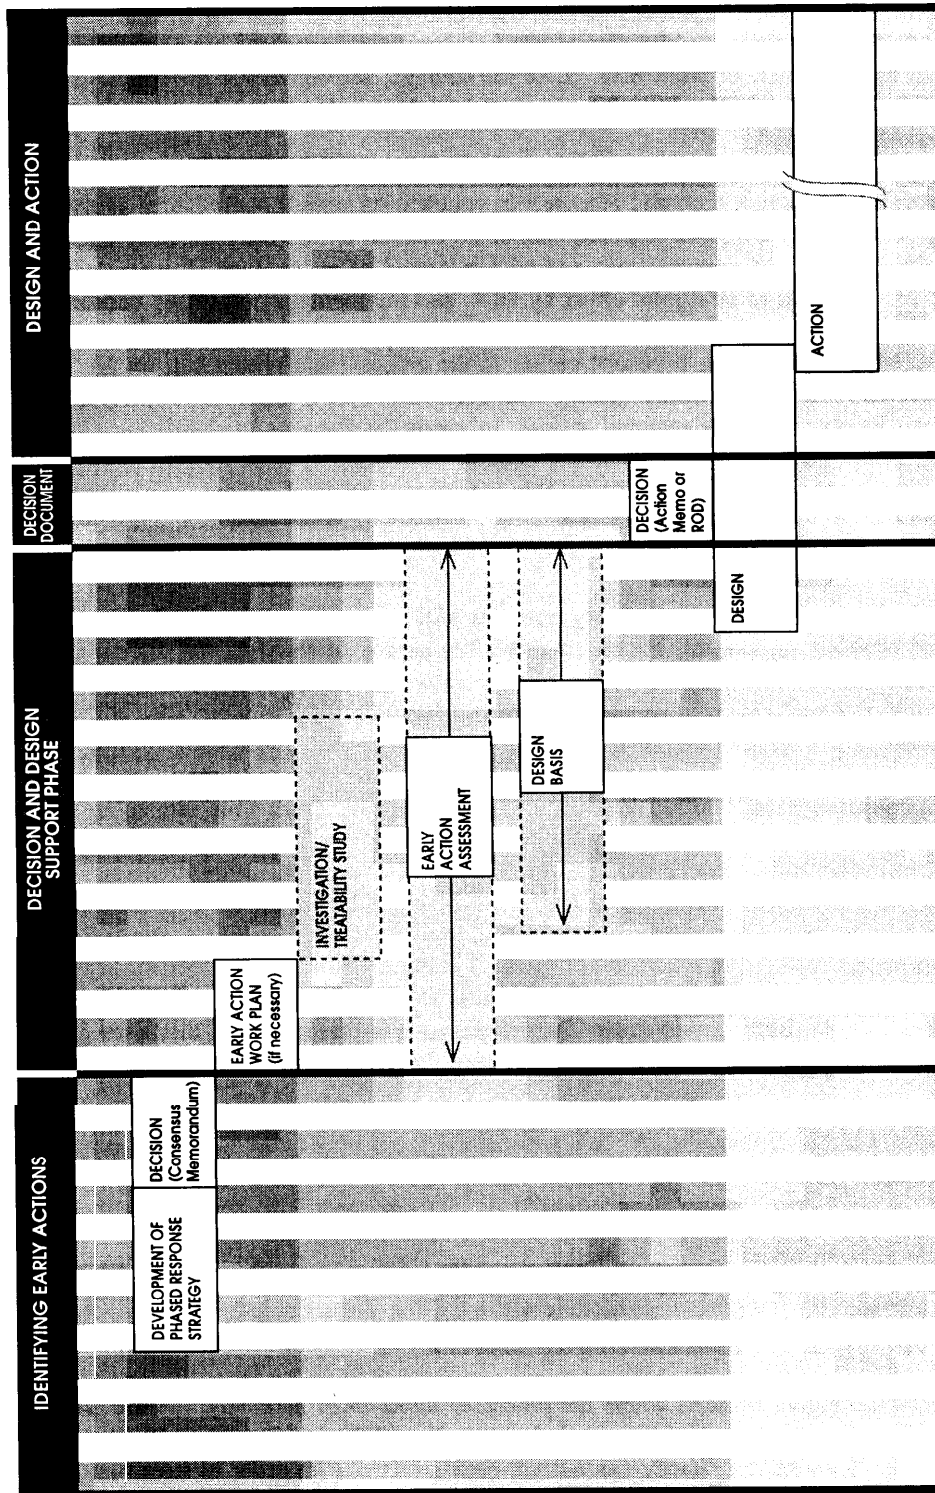 IDENTIFYING EARLY ACTIONS
DECISION AND DESIGN
SUPPORT PHASE
DECISION
DOCUMENT
DESIGN AND ACTION
DEVELOPMENT OF
PHASED RESPONSE
STRATEGY
DECISION
(Consensus
Memorandum)
EARLY ACTION
WORK PLAN
(if necessary)
INVESTIGATION/
TREATABILITY STUDY
EARLY
ACTION
ASSESSMENT
DESIGN
BASIS
DECISION
(Action
Memo or
ROD)
DESIGN
ACTION